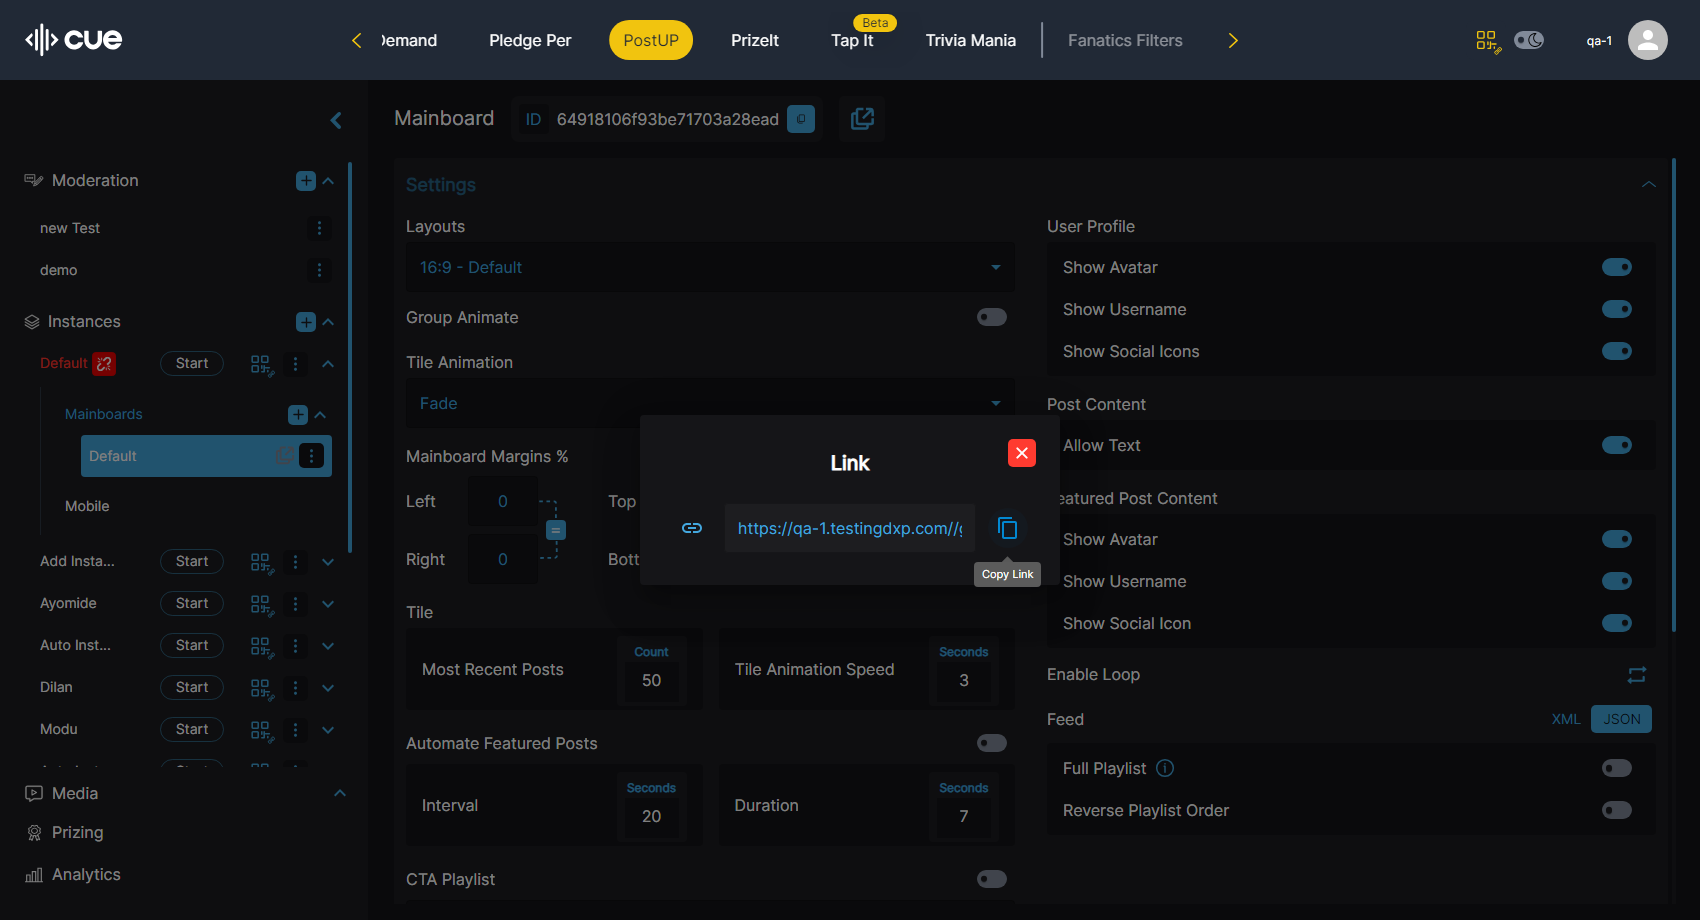 cue
Demand
Pledge Per
PostUP
PrizeIt
Beta
Tap It
Trivia Mania
Fanatics Filters
qa-1
Mainboard
ID
64918106f93be71703a28ead
Moderation
new Test
demo
Instances
Default
Start
Mainboards
Default
Mobile
Add Insta...
Start
Ayomide
Start
Auto Inst...
Start
Dilan
Start
Modu
Start
Media
Prizing
Analytics
Settings
Layouts
16:9 - Default
Group Animate
Tile Animation
Fade
Mainboard Margins %
Left
0
Top
Right
0
Bott
Tile
Most Recent Posts
Count
50
Tile Animation Speed
Seconds
3
Automate Featured Posts
Interval
Seconds
20
Duration
Seconds
7
CTA Playlist
User Profile
Show Avatar
Show Username
Show Social Icons
Post Content
Allow Text
eatured Post Content
Show Avatar
Show Username
Show Social Icon
Enable Loop
Feed
XML
JSON
Full Playlist
Reverse Playlist Order
Link
https://qa-1.testingdxp.com//g
Copy Link